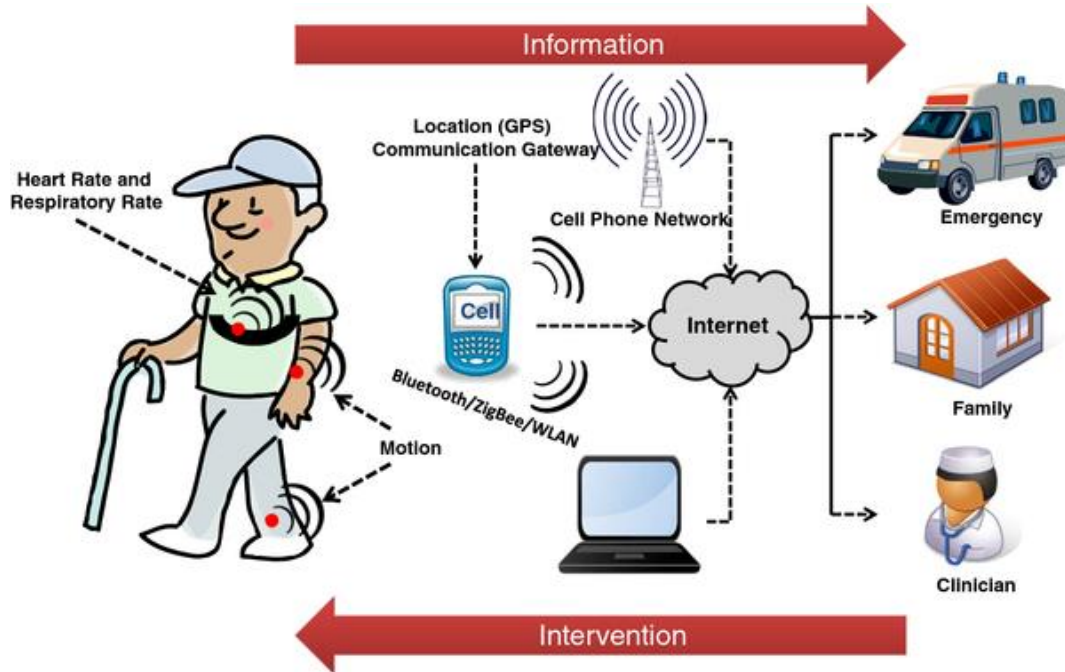 Information
Location (GPS)
Communication Gateway
Heart Rate and
Respiratory Rate
Cell Phone Network
Emergency
Cell
Internet
Bluetooth/ZigBee/WLAN
Family
Motion
Clinician
Intervention